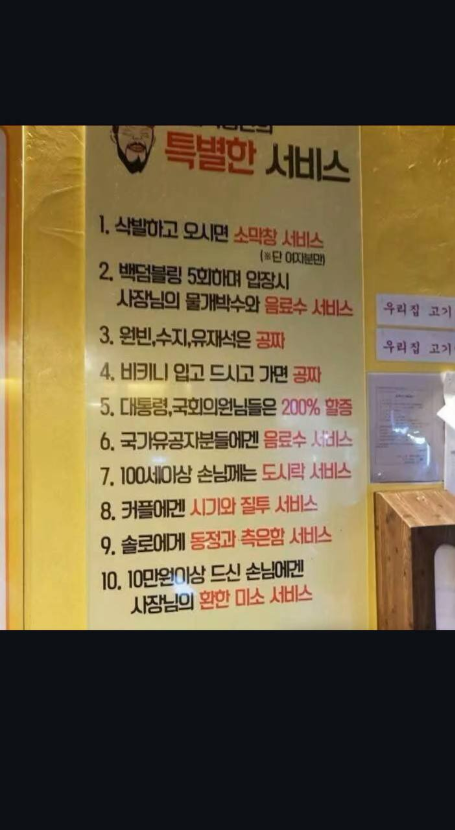 특별한 서비스
1. 삭발하고 오시면 소막창 서비스
(※단 여자분만)
2. 백덤블링 5회하며 입장시
사장님의 물개박수와 음료수 서비스
3. 원빈,수지,유재석은 공짜
4. 비키니 입고 드시고 가면 공짜
5. 대통령,국회의원님들은 200% 할증
6. 국가유공자분들에겐 음료수 서비스
7. 100세이상 손님께는 도시락 서비스
8. 커플에겐 시기와 질투 서비스
9. 솔로에게 동정과 측은함 서비스
10. 10만원이상 드신 손님에겐
사장님의 환한 미소 서비스
우리집 고기
우리집 고기